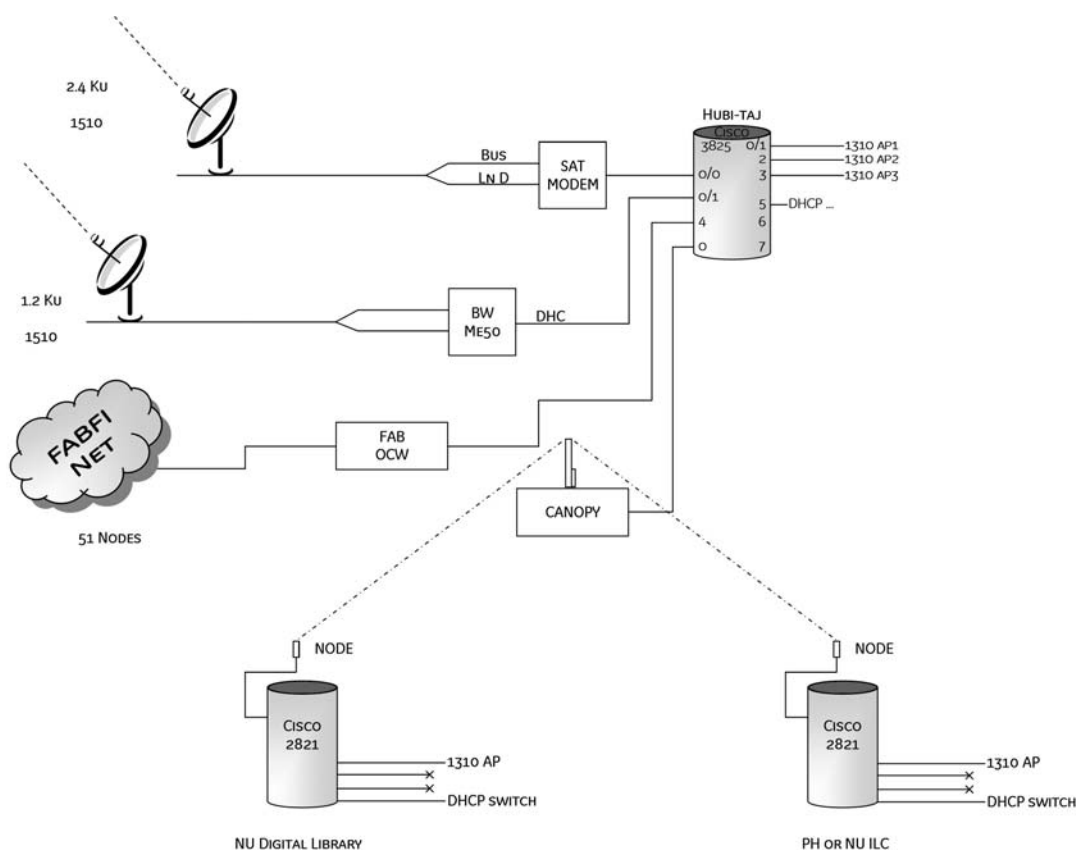 2.4 Ku
1510
Bus
Ln D
SAT
MODEM
Hubi-taj
Cisco
3825
0/1
2
3
5
6
7
0/0
0/1
4
0
1310 AP1
1310 AP2
1310 AP3
DHCP ...
1.2 Ku
1510
BW
Me50
DHC
FABFI
NET
51 Nodes
FAB
OCW
CANOPY
NODE
Cisco
2821
1310 AP
DHCP switch
NU Digital Library
NODE
Cisco
2821
1310 AP
DHCP switch
PH or NU ILC